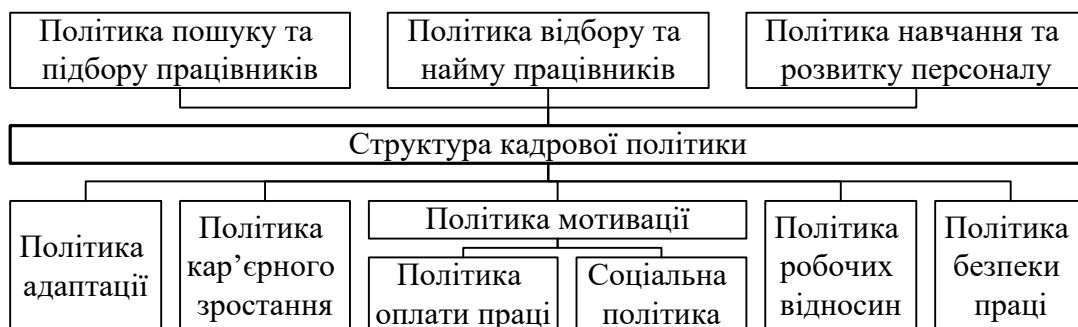 Політика пошуку та
підбору працівників
Політика відбору та
найму працівників
Політика навчання та
розвитку персоналу
Структура кадрової політики
Політика
адаптації
Політика
кар’єрного
зростання
Політика мотивації
Політика
оплати праці
Соціальна
політика
Політика
робочих
відносин
Політика
безпеки
праці